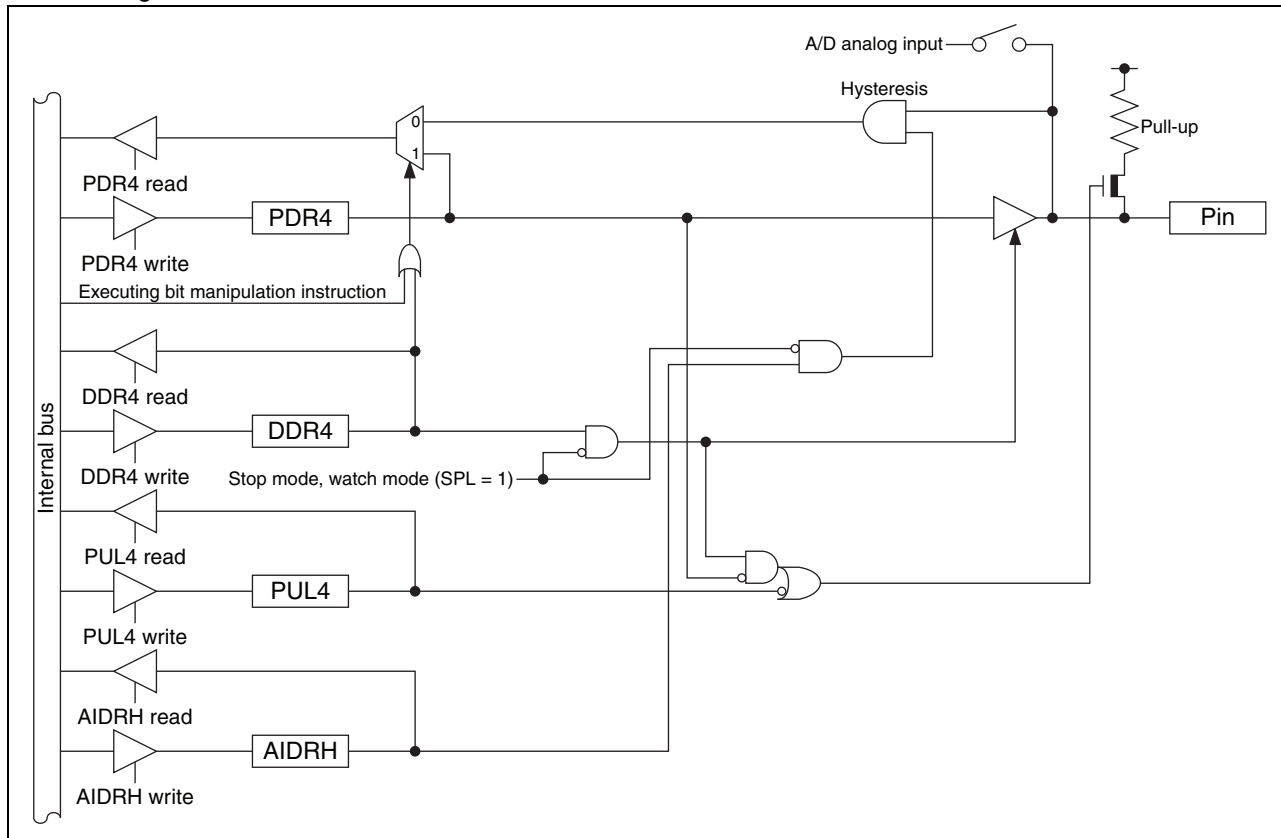 A/D analog input
Hysteresis
0
Pull-up
1
PDR4 read
PDR4
Pin
PDR4 write
Executing bit manipulation instruction
DDR4 read
DDR4
DDR4 write
Stop mode, watch mode (SPL = 1)
Internal bus
PUL4 read
PUL4
PUL4 write
AIDRH read
AIDRH
AIDRH write